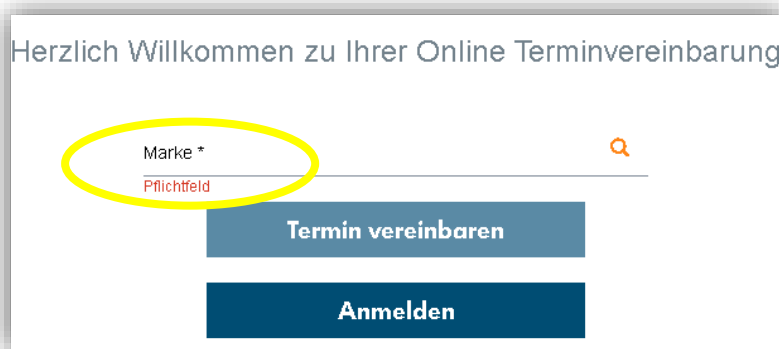 Herzlich Willkommen zu Ihrer Online Terminvereinbarung
Marke *
Pflichtfeld
Termin vereinbaren
Anmelden